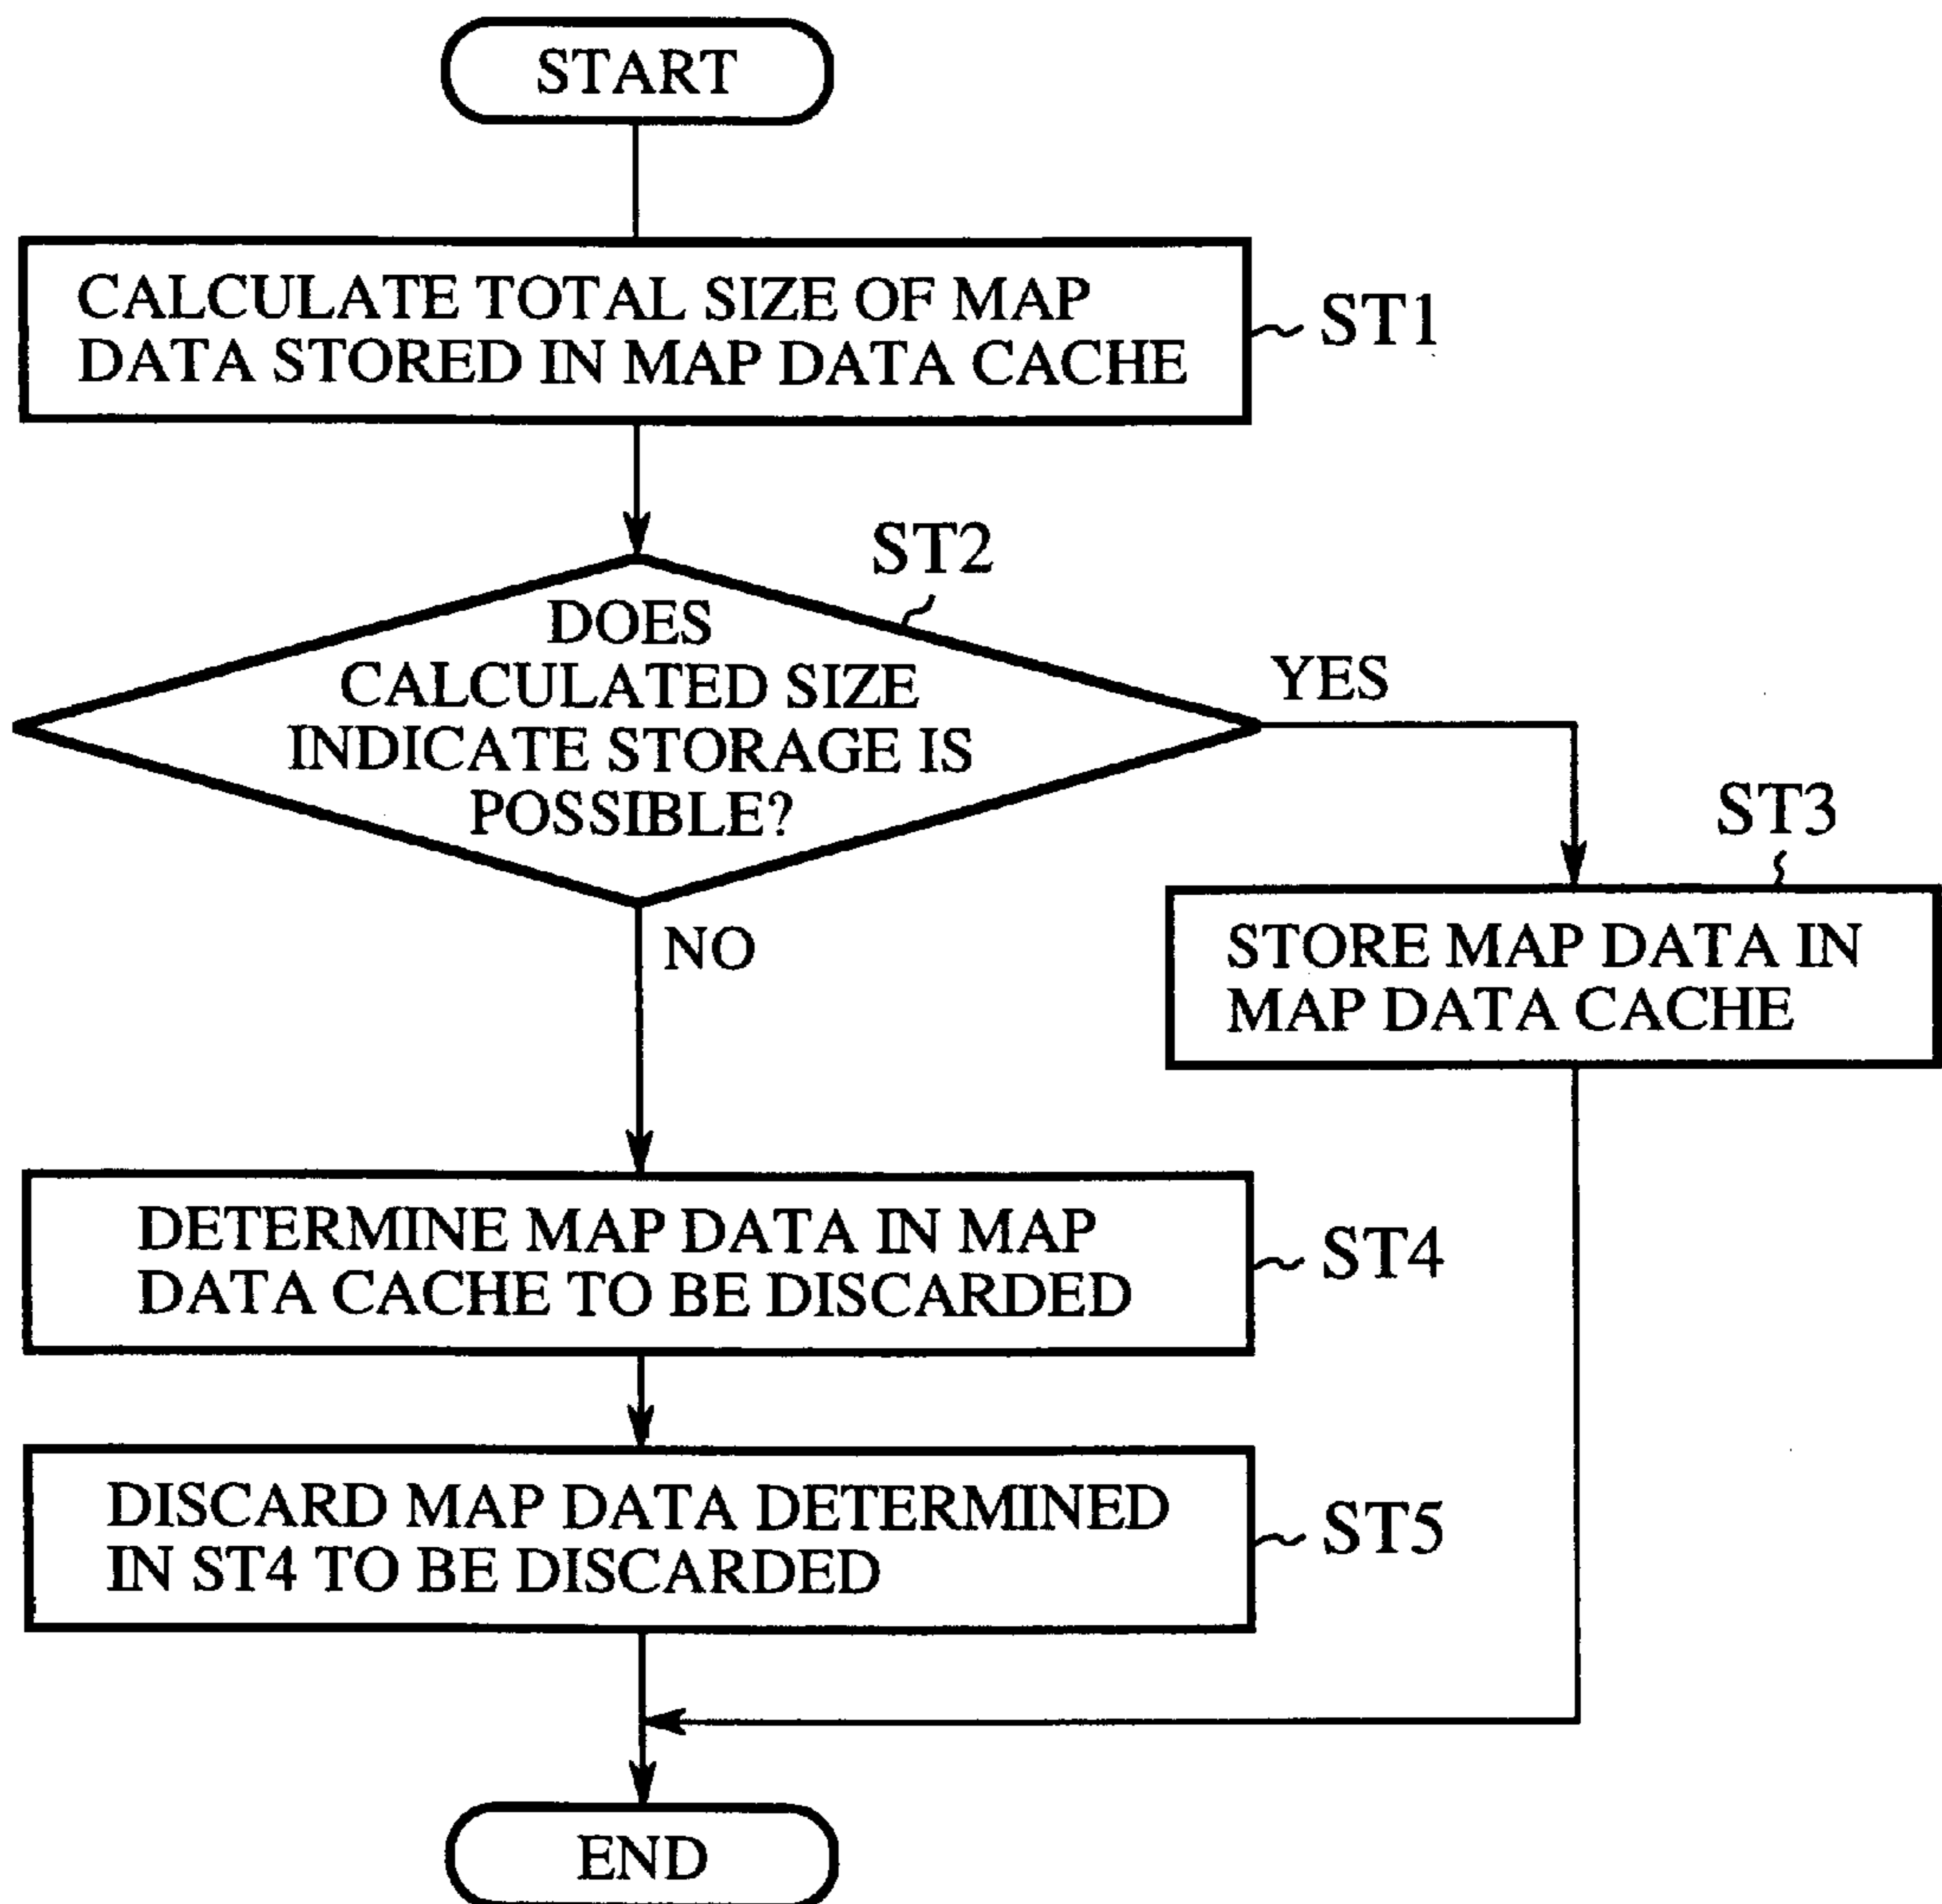 START
CALCULATE TOTAL SIZE OF MAP
DATA STORED IN MAP DATA CACHE
ST1
ST2
DOES
CALCULATED SIZE
INDICATE STORAGE IS
POSSIBLE?
YES
NO
ST3
STORE MAP DATA IN
MAP DATA CACHE
DETERMINE MAP DATA IN MAP
DATA CACHE TO BE DISCARDED
ST4
DISCARD MAP DATA DETERMINED
IN ST4 TO BE DISCARDED
ST5
END